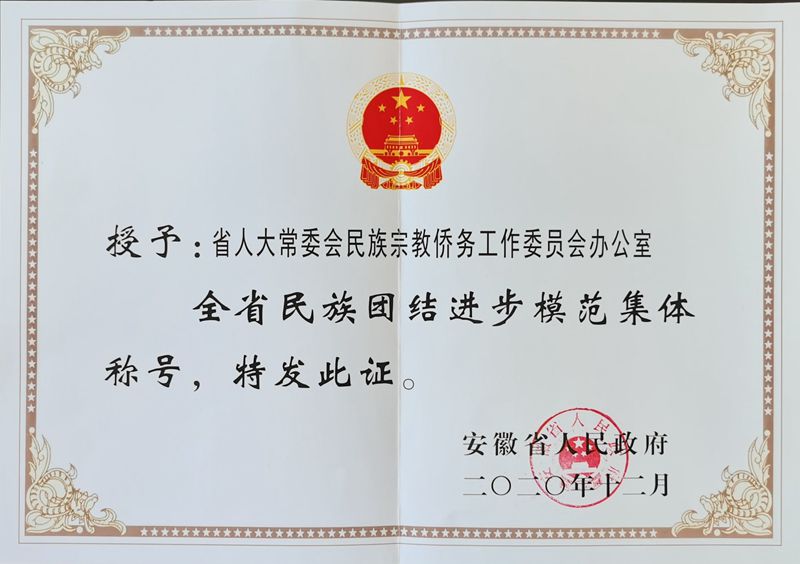 授予：省人大常委会民族宗教侨务工作委员会办公室
全省民族团结进步模范集体
称号，特发此证。
安徽省人民政府
二〇二〇年十二月